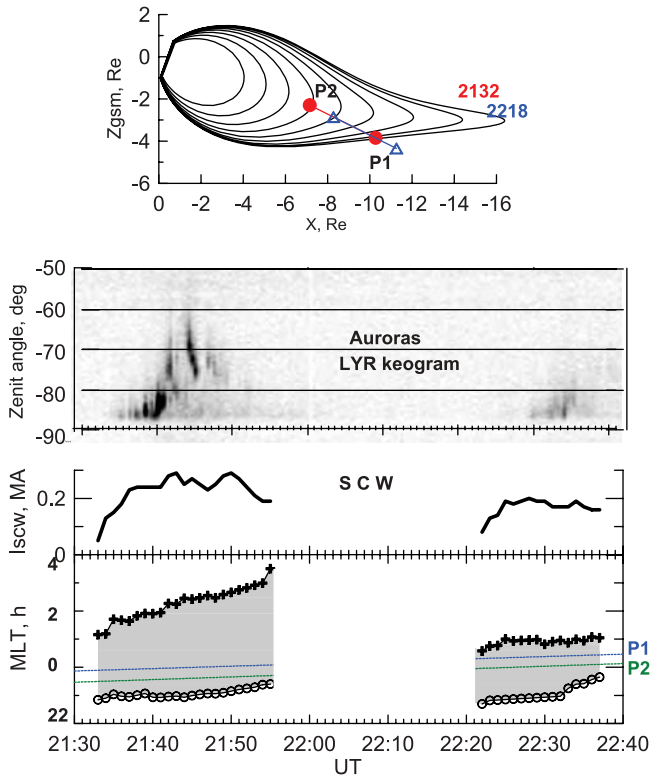 2
0
-2
-4
-6
Zgsm, Re
P2
P1
2132
2218
0 -2 -4 -6 -8 -10 -12 -14 -16
X, Re
-50
-60
-70
-80
-90
Zenit angle, deg
Auroras
LYR keogram
0.2
0
Iscw, MA
S C W
4
2
0
22
MLT, h
P1
P2
21:30 21:40 21:50 22:00 22:20 22:30 22:40
UT